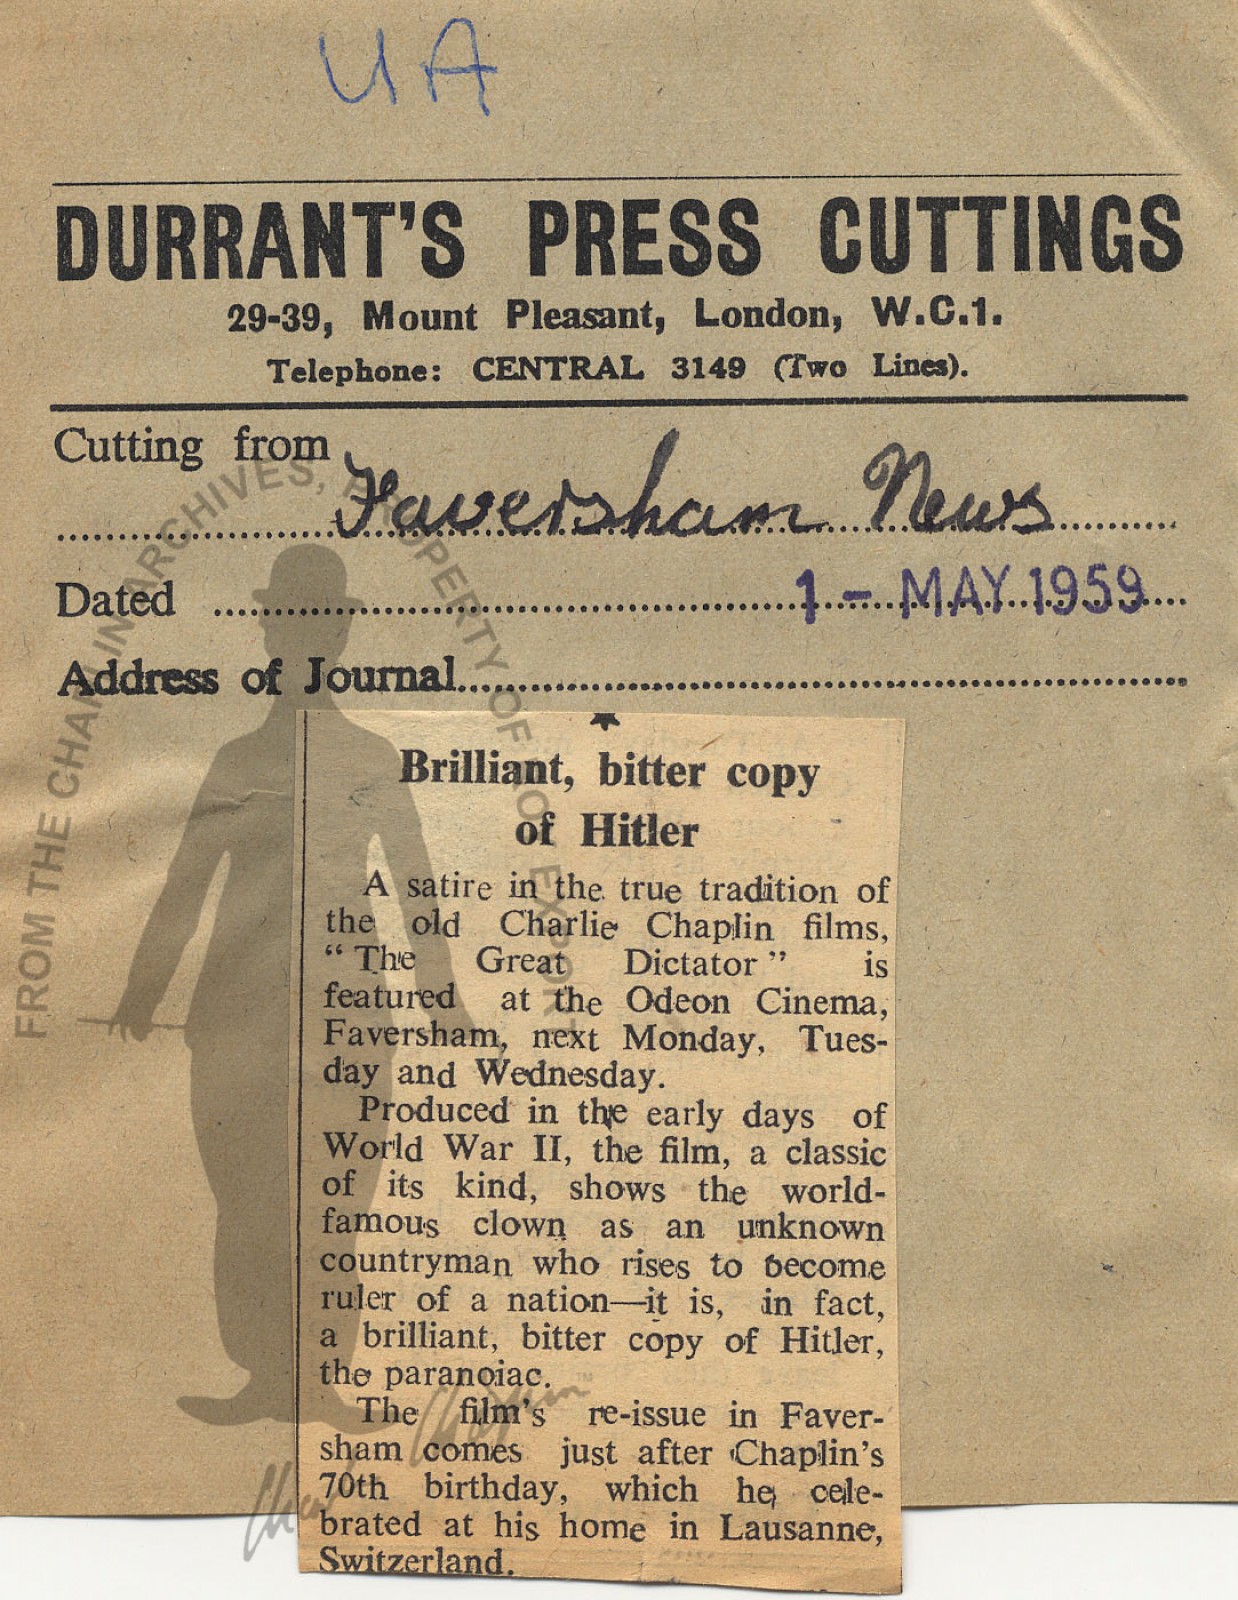 UA
DURRANT'S PRESS CUTTINGS
29-39, Mount Pleasant, London, W.C.1.
Telephone: CENTRAL 3149 (Two Lines).
Cutting from
Faversham News
Dated 1 - MAY 1959
Address of Journal
FROM THE CHAPLIN ARCHIVES, PROPERTY OF ROY EXPORT
Brilliant, bitter copy
of Hitler
A satire in the true tradition of
the old Charlie Chaplin films,
“The Great Dictator” is
featured at the Odeon Cinema,
Faversham, next Monday, Tues-
day and Wednesday.
Produced in the early days of
World War II, the film, a classic
of its kind, shows the world-
famous clown as an unknown
countryman who rises to become
ruler of a nation—it is, in fact,
a brilliant, bitter copy of Hitler,
the paranoiac.
The film's re-issue in Faver-
sham comes just after Chaplin's
70th birthday, which he cele-
brated at his home in Lausanne,
Switzerland.